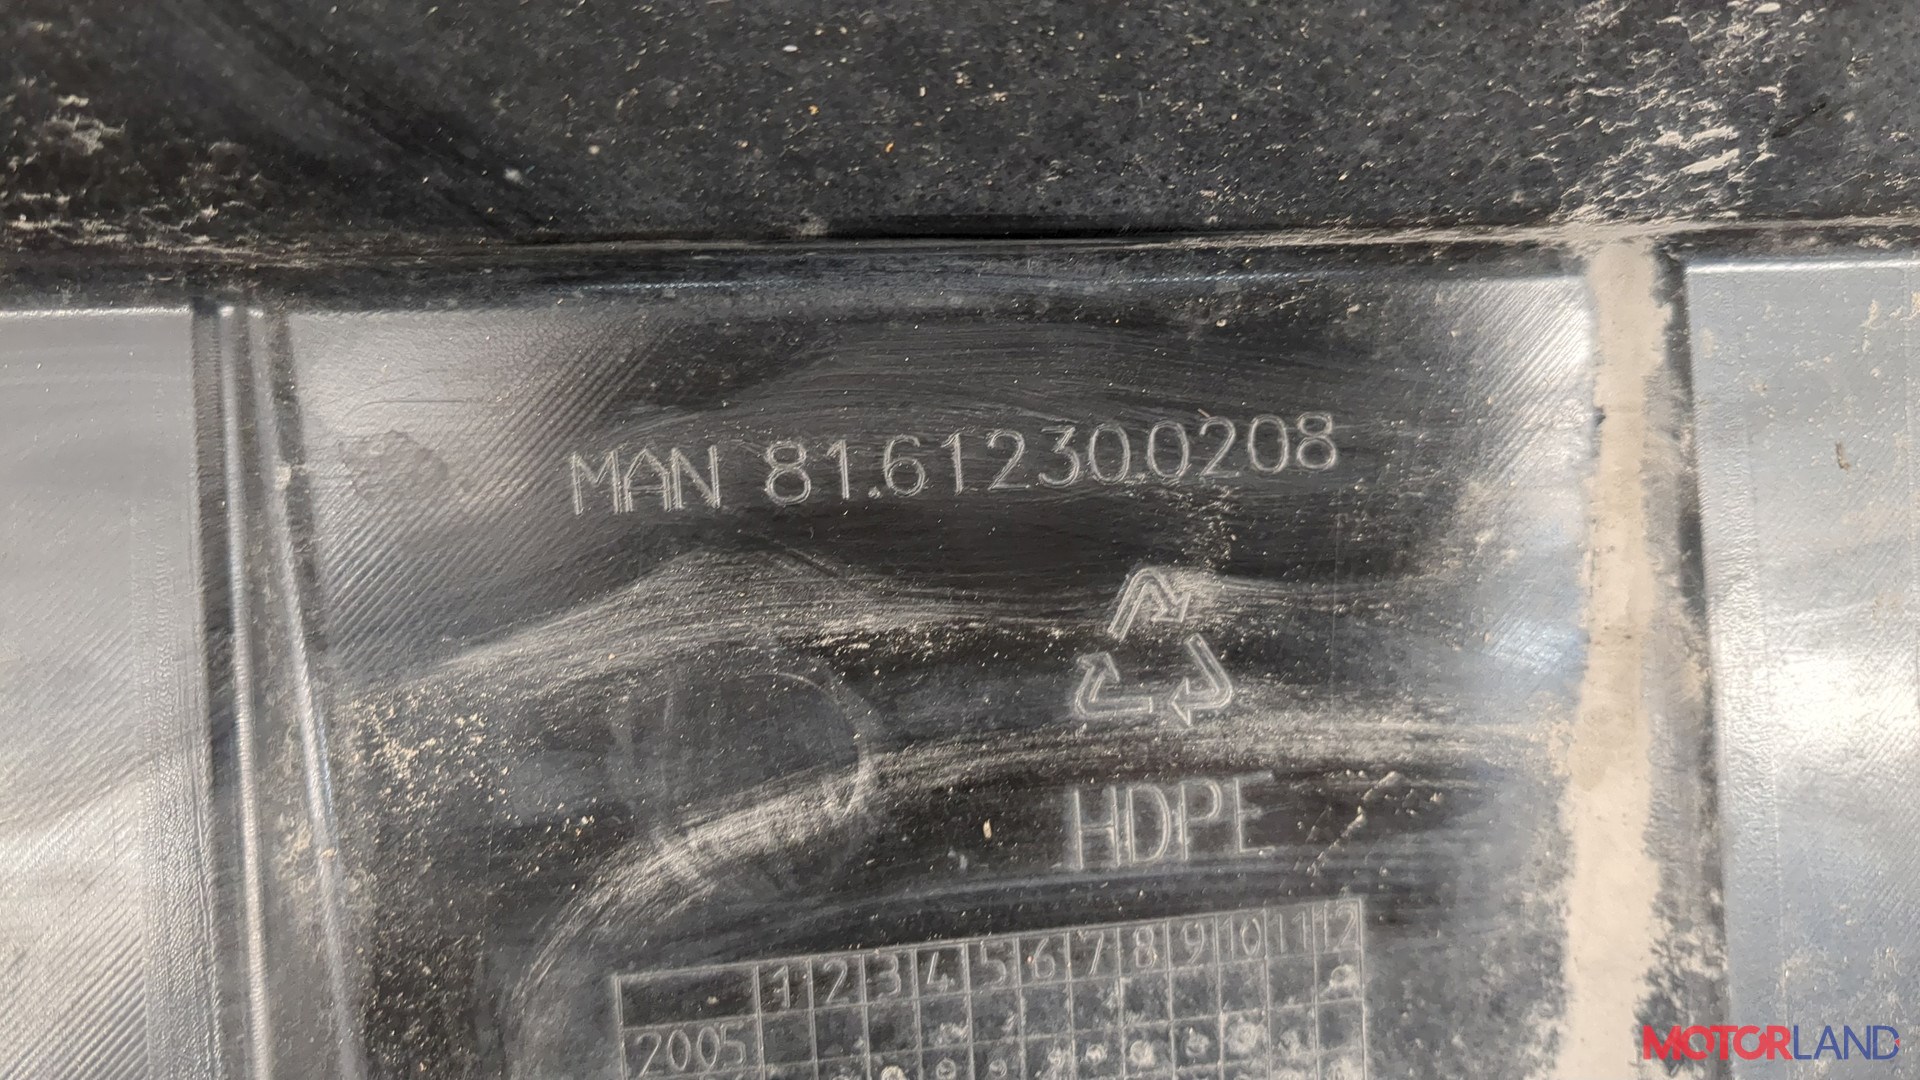 MAN 81.61230.0208
HDPE
1 2 3 4 5 6 7 8 9 10 11 12
2005
MOTORLAND